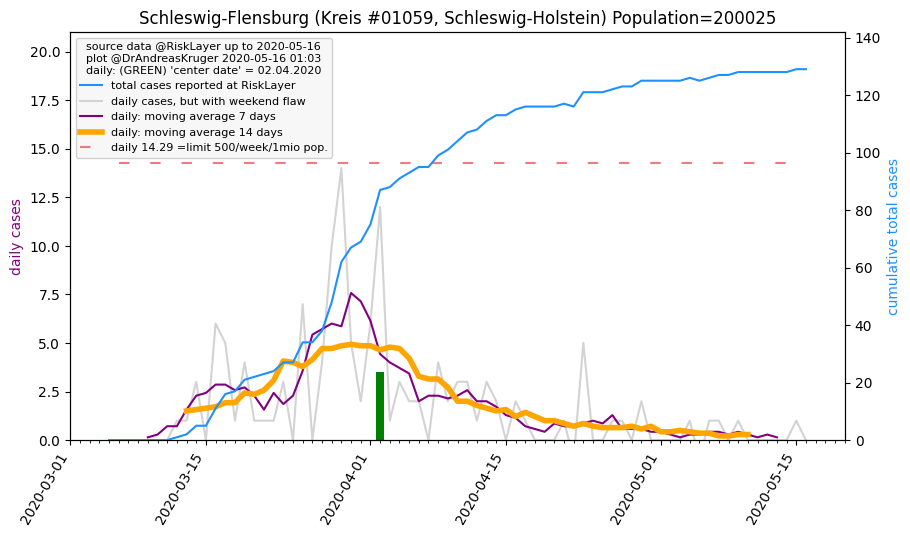 Schleswig-Flensburg (Kreis #01059, Schleswig-Holstein) Population=200025
source data @RiskLayer up to 2020-05-16
plot @DrAndreasKruger 2020-05-16 01:03
daily: (GREEN) 'center date' = 02.04.2020
total cases reported at RiskLayer
daily cases, but with weekend flaw
daily: moving average 7 days
daily: moving average 14 days
daily 14.29 =limit 500/week/1mio pop.
daily cases
20.0
17.5
15.0
12.5
10.0
7.5
5.0
2.5
0.0
cumulative total cases
140
120
100
80
60
40
20
0
2020-03-01
2020-03-15
2020-04-01
2020-04-15
2020-05-01
2020-05-15